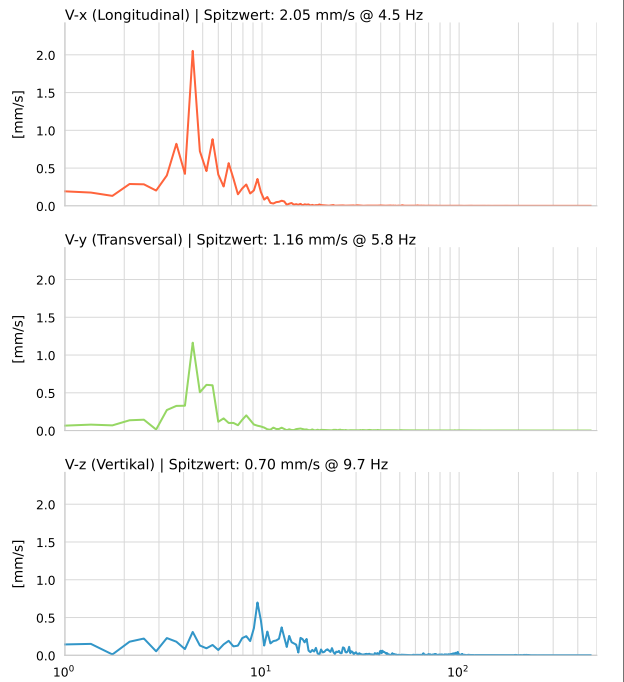 V-x (Longitudinal) | Spitzwert: 2.05 mm/s @ 4.5 Hz
2.0
1.5
[mm/s]
1.0
0.5
0.0
V-y (Transversal) | Spitzwert: 1.16 mm/s @ 5.8 Hz
2.0
1.5
[mm/s]
1.0
0.5
0.0
V-z (Vertikal) | Spitzwert: 0.70 mm/s @ 9.7 Hz
2.0
1.5
[mm/s]
1.0
0.5
0.0
10⁰ 10¹ 10²